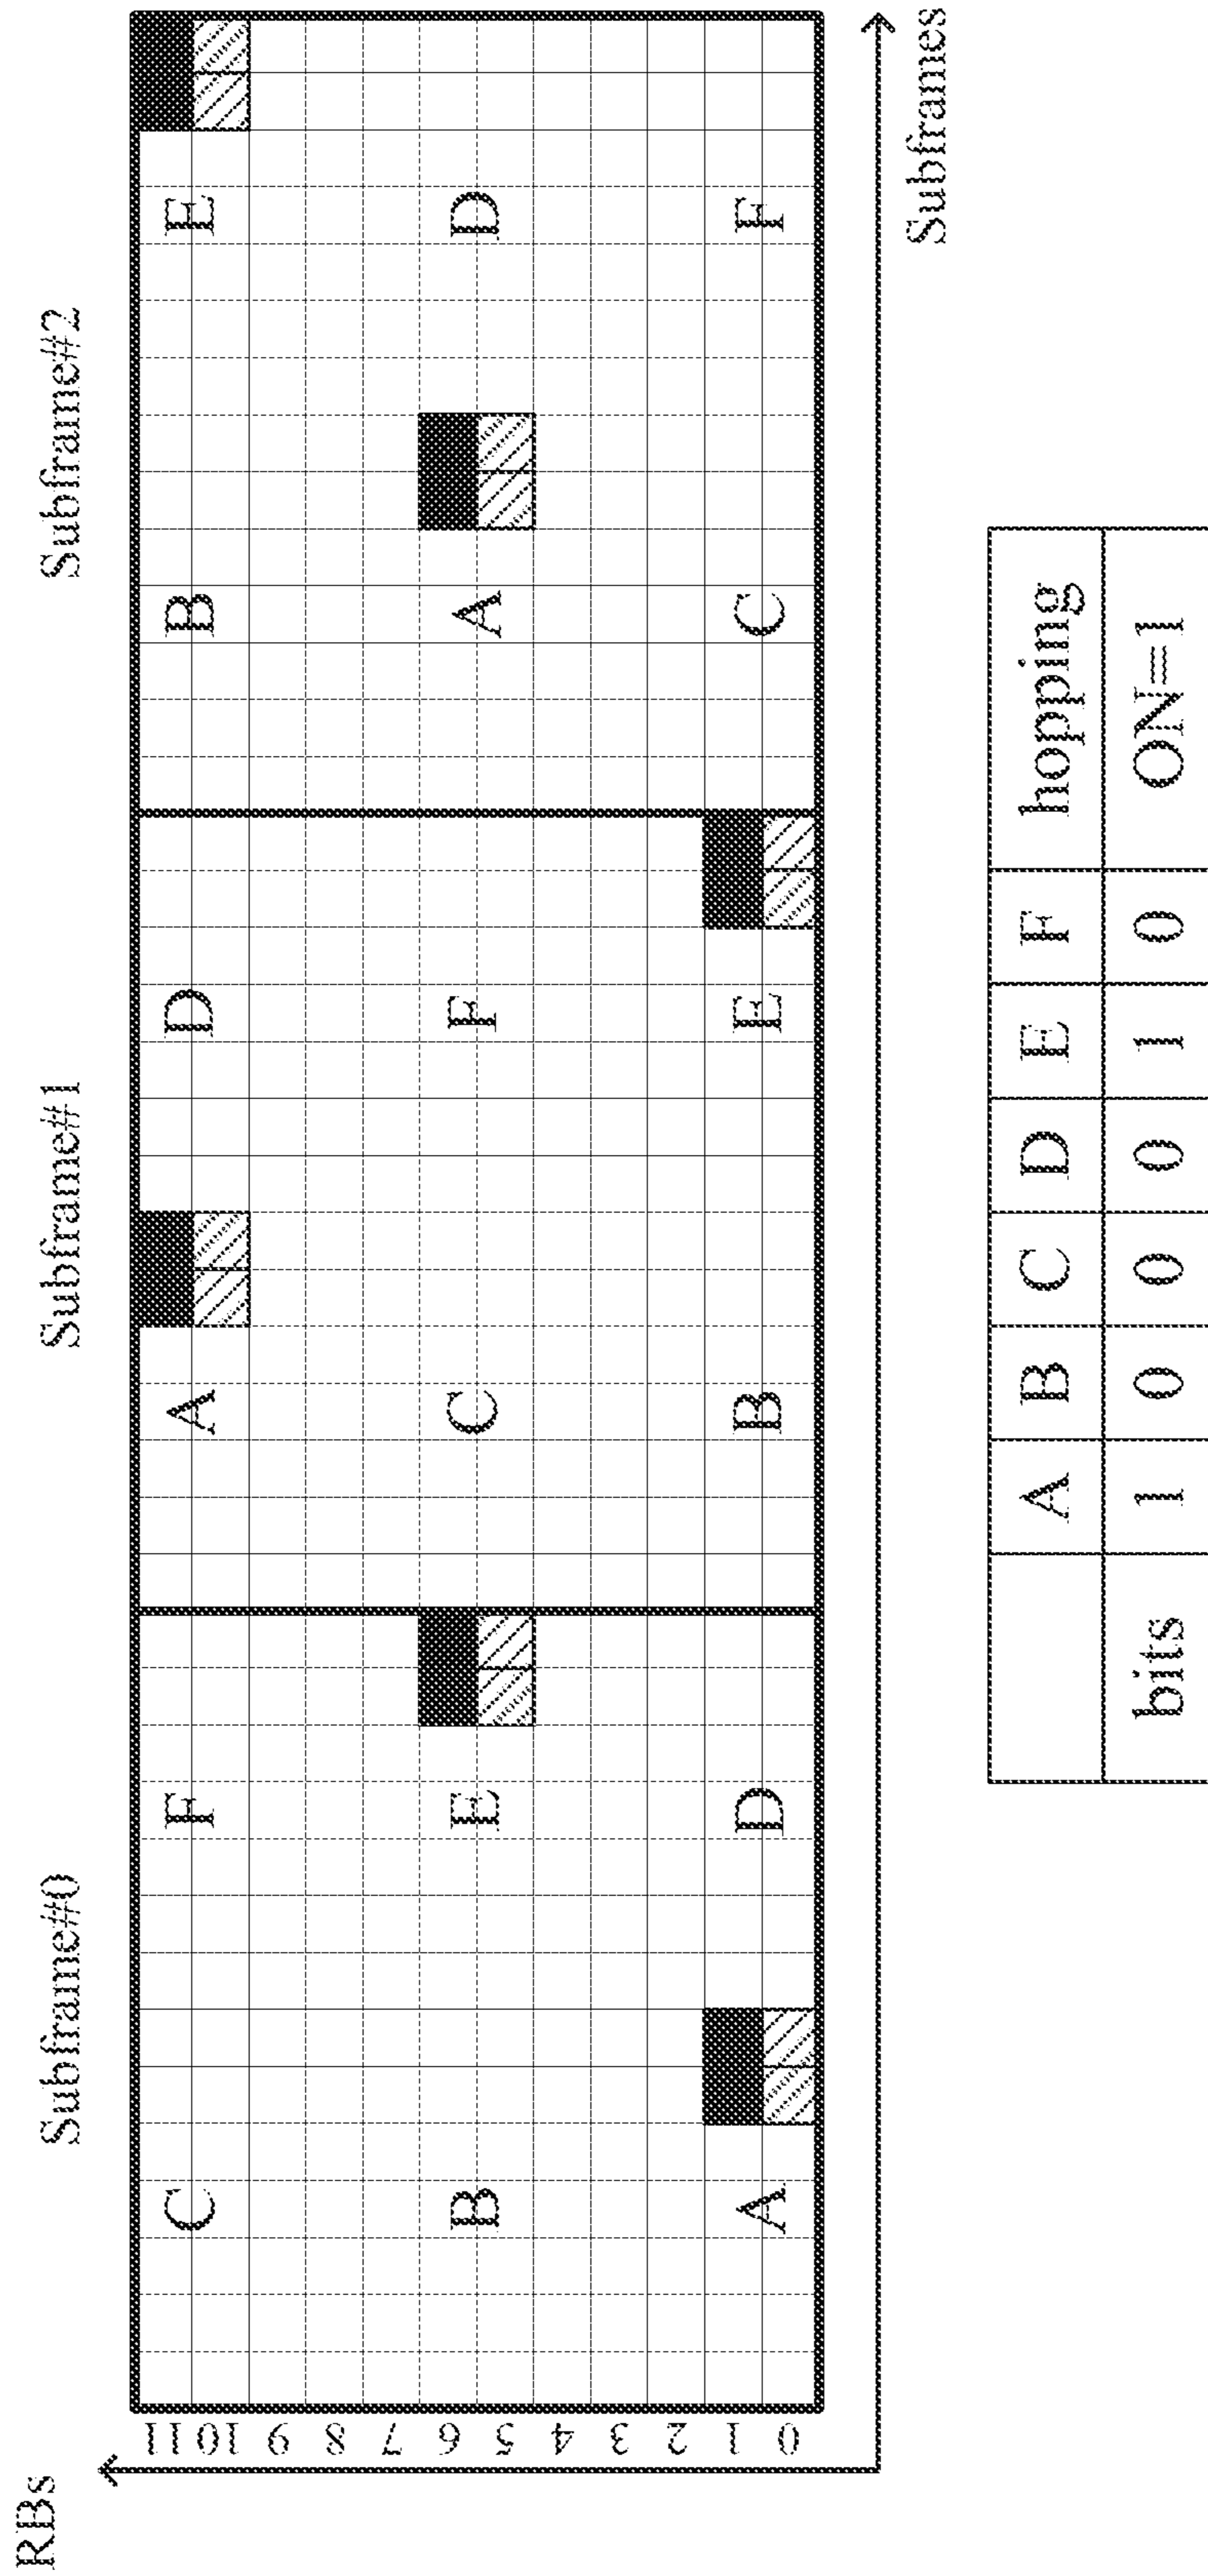 RBs
Subframe#0 Subframe#1 Subframe#2
11 C F A D B E
10
9
8
7
6 B E C F A D
5
4
3
2
1 A D B E C F
0
Subframes
A B C D E F hopping
bits 1 0 0 0 1 0 ON=1